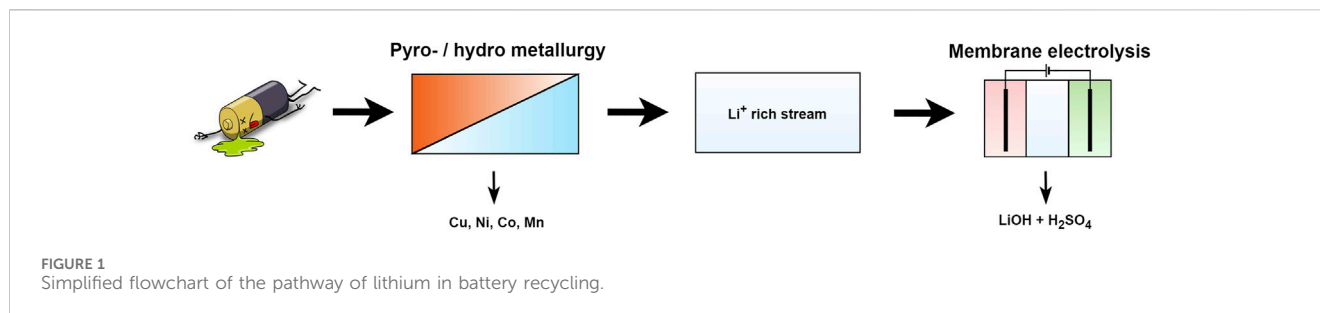 Pyro- / hydro metallurgy
Membrane electrolysis
Li+ rich stream
Cu, Ni, Co, Mn
LiOH + H2SO4
FIGURE 1
Simplified flowchart of the pathway of lithium in battery recycling.